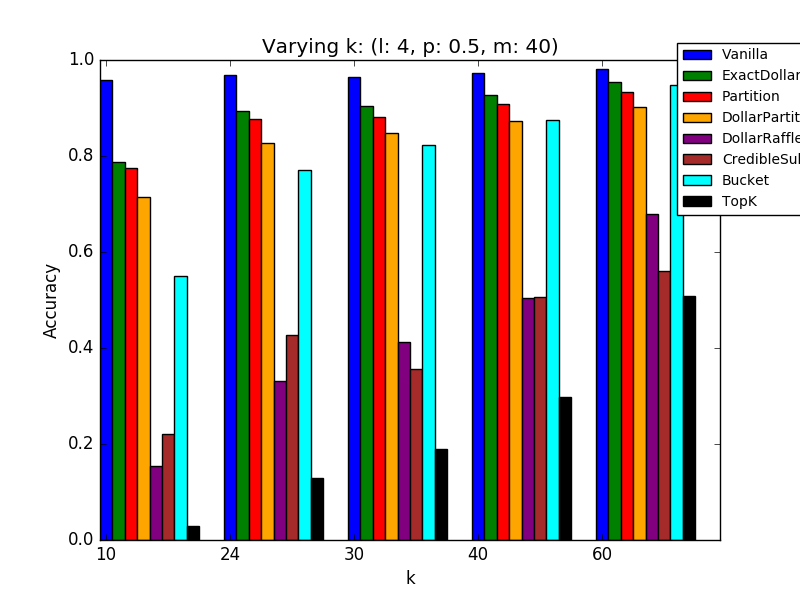 Varying k: (l: 4, p: 0.5, m: 40)
1.0
0.8
0.6
0.4
0.2
0.0
Accuracy
10 24 30 40 60
k
Vanilla
ExactDollar
Partition
DollarPartit
DollarRaffle
CredibleSul
Bucket
TopK